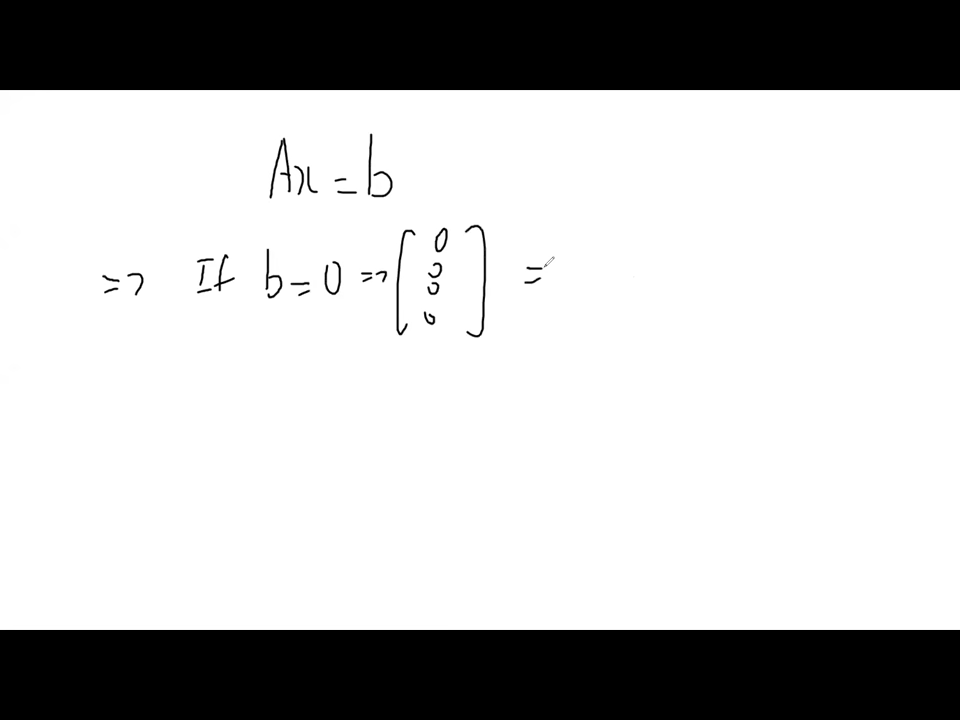 Ax = b
=> If b = 0 => [ 0 0 0 0 ] =